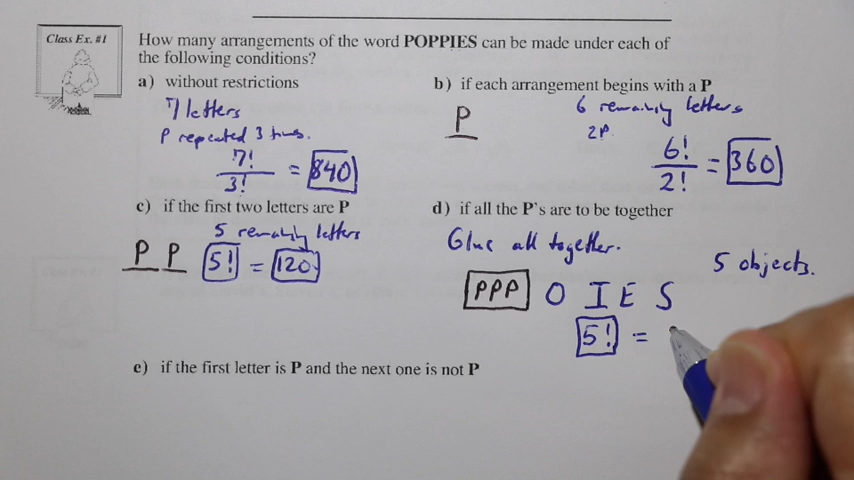 Class Ex. #1
How many arrangements of the word POPPIES can be made under each of
the following conditions?
a) without restrictions
7 letters
P repeated 3 times.
7!
3!
= 840
b) if each arrangement begins with a P
P
6 remaining letters
2P.
6!
2!
= 360
c) if the first two letters are P
5 remaining letters
P P 5! = 120
d) if all the P's are to be together
Glue all together.
5 objects.
PPP O I E S
5! =
e) if the first letter is P and the next one is not P